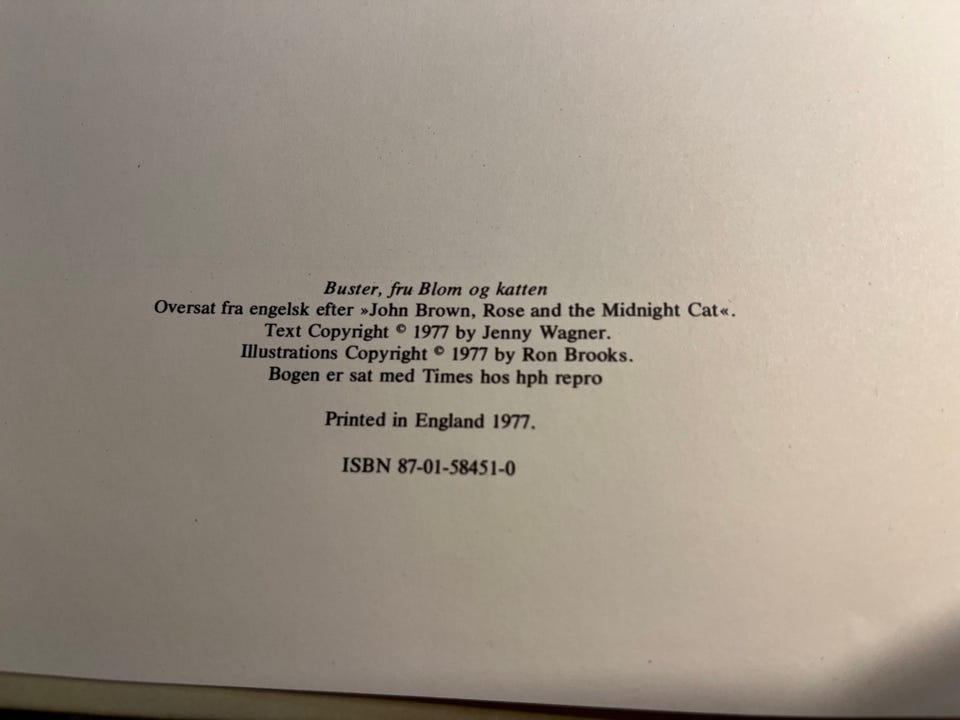 Buster, fru Blom og katten
Oversat fra engelsk efter »John Brown, Rose and the Midnight Cat«.
Text Copyright © 1977 by Jenny Wagner.
Illustrations Copyright © 1977 by Ron Brooks.
Bogen er sat med Times hos hph repro
Printed in England 1977.
ISBN 87-01-58451-0